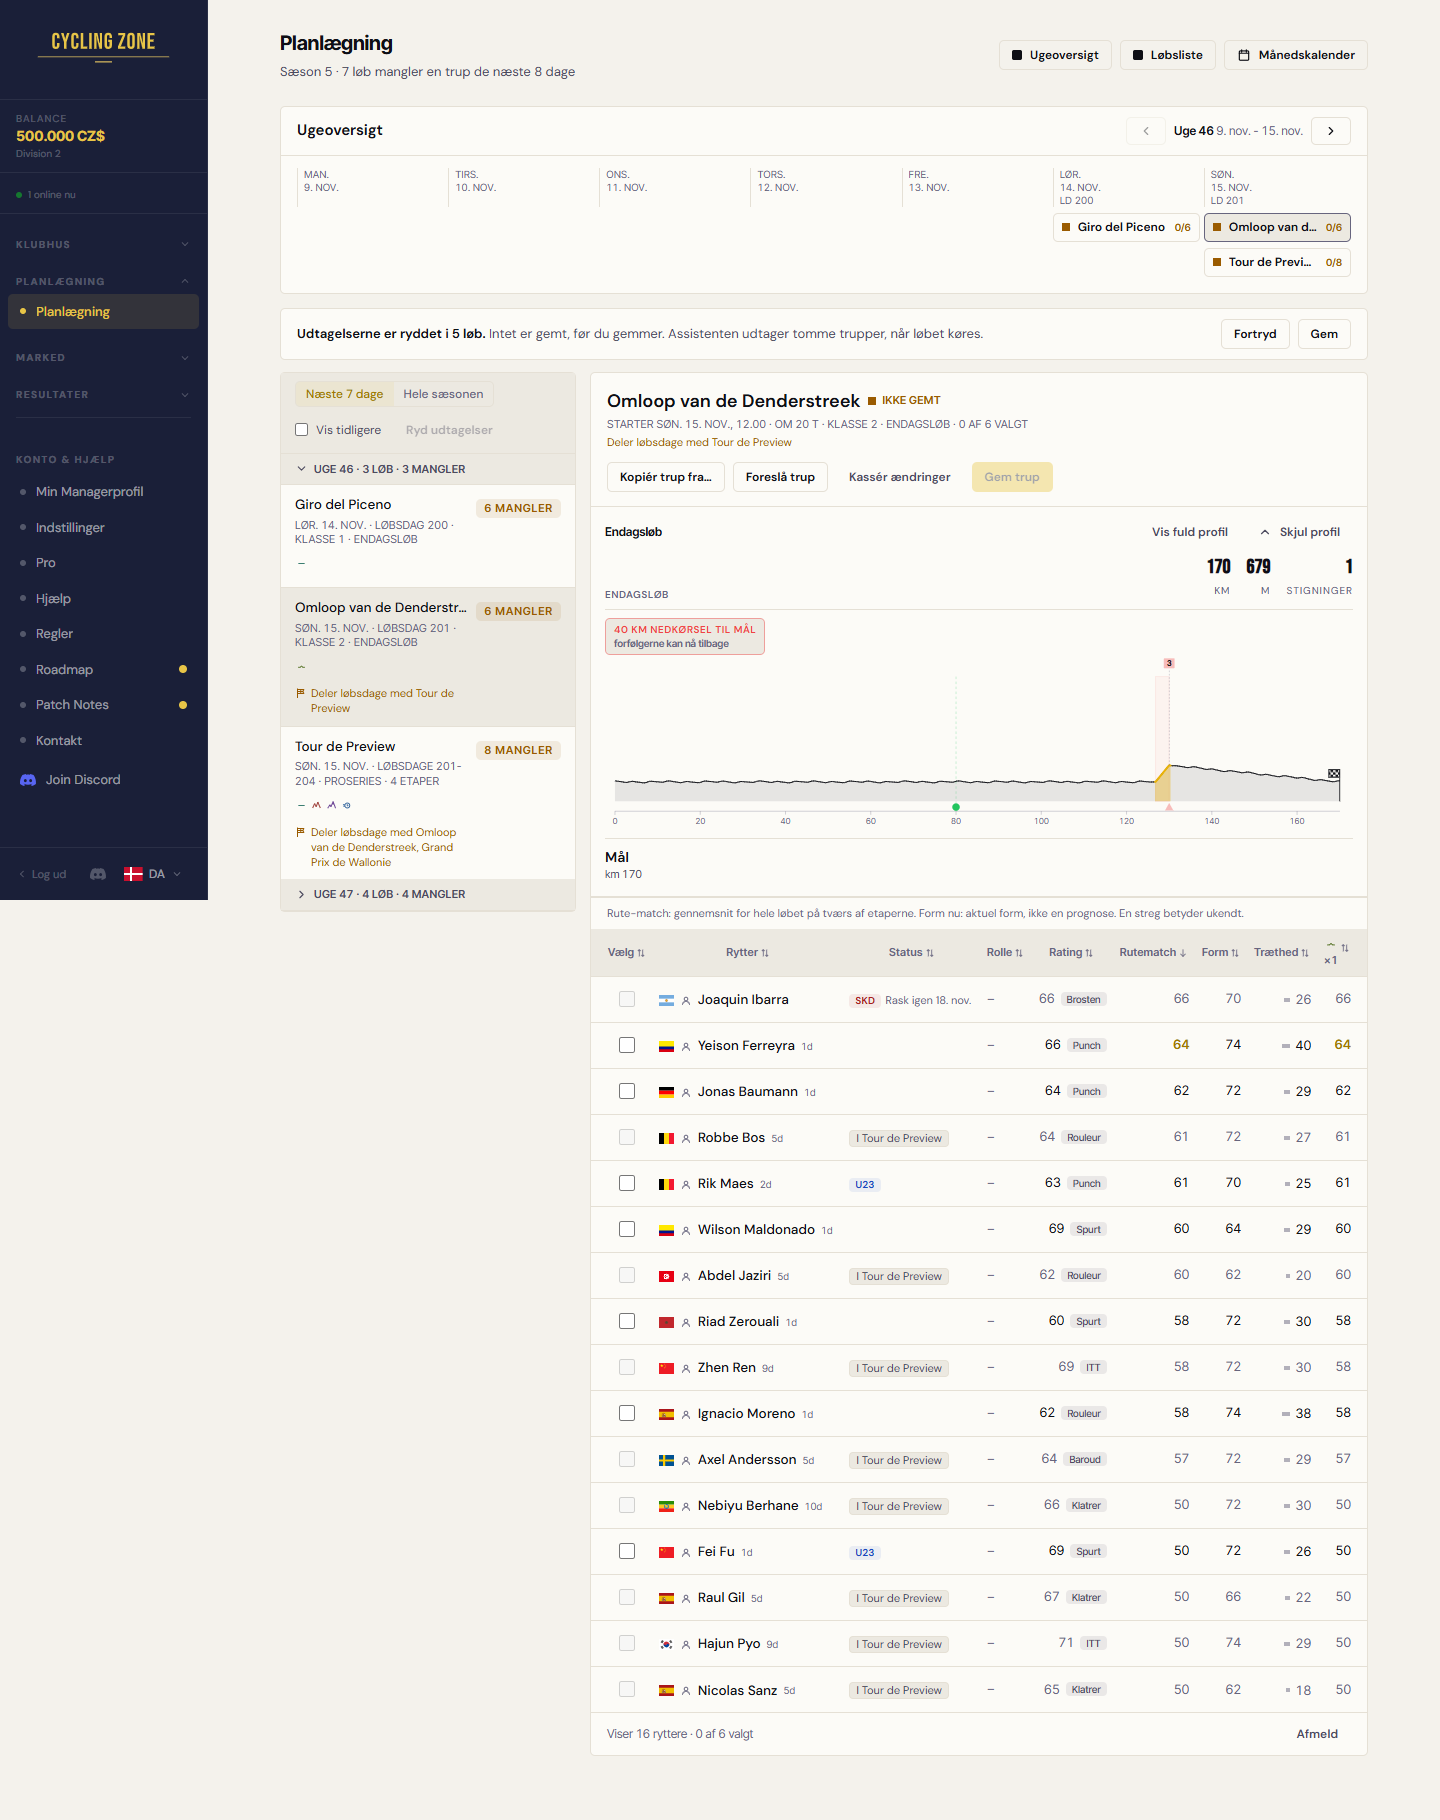 CYCLING ZONE
BALANCE
500.000 CZ$
Division 2
1 online nu
KLUBHUS
PLANLÆGNING
Planlægning
MARKED
RESULTATER
KONTO & HJÆLP
Min Managerprofil
Indstillinger
Pro
Hjælp
Regler
Roadmap
Patch Notes
Kontakt
Join Discord
Log ud
DA
Planlægning
Sæson 5 · 7 løb mangler en trup de næste 8 dage
Ugeoversigt
Løbsliste
Månedskalender
Ugeoversigt
Uge 46 9. nov. - 15. nov.
MAN.
9. NOV.
TIRS.
10. NOV.
ONS.
11. NOV.
TORS.
12. NOV.
FRE.
13. NOV.
LØR.
14. NOV.
LD 200
SØN.
15. NOV.
LD 201
Giro del Piceno 0/6
Omloop van d... 0/6
Tour de Previ... 0/8
Udtagelserne er ryddet i 5 løb. Intet er gemt, før du gemmer. Assistenten udtager tomme trupper, når løbet køres.
Fortryd
Gem
Næste 7 dage
Hele sæsonen
Vis tidligere
Ryd udtagelser
UGE 46 · 3 LØB · 3 MANGLER
Giro del Piceno
6 MANGLER
LØR. 14. NOV. · LØBSDAG 200 ·
KLASSE 1 · ENDAGSLØB
Omloop van de Denderstr...
6 MANGLER
SØN. 15. NOV. · LØBSDAG 201 ·
KLASSE 2 · ENDAGSLØB
Deler løbsdage med Tour de
Preview
Tour de Preview
8 MANGLER
SØN. 15. NOV. · LØBSDAGE 201-
204 · PROSERIES · 4 ETAPER
Deler løbsdage med Omloop
van de Denderstreek, Grand
Prix de Wallonie
UGE 47 · 4 LØB · 4 MANGLER
Omloop van de Denderstreek
IKKE GEMT
STARTER SØN. 15. NOV., 12.00 · OM 20 T · KLASSE 2 · ENDAGSLØB · 0 AF 6 VALGT
Deler løbsdage med Tour de Preview
Kopiér trup fra...
Foreslå trup
Kassér ændringer
Gem trup
Endagsløb
Vis fuld profil
Skjul profil
170 679 1
ENDAGSLØB
KM M STIGNINGER
40 KM NEDKØRSEL TIL MÅL
forfølgerne kan nå tilbage
3
0 20 40 60 80 100 120 140 160
Mål
km 170
Rute-match: gennemsnit for hele løbet på tværs af etaperne. Form nu: aktuel form, ikke en prognose. En streg betyder ukendt.
Vælg Rytter Status Rolle Rating Rutematch Form Træthed ×1
Joaquin Ibarra SKD Rask igen 18. nov. – 66 Brosten 66 70 26 66
Yeison Ferreyra 1d – 66 Punch 64 74 40 64
Jonas Baumann 1d – 64 Punch 62 72 29 62
Robbe Bos 5d I Tour de Preview – 64 Rouleur 61 72 27 61
Rik Maes 2d U23 – 63 Punch 61 70 25 61
Wilson Maldonado 1d – 69 Spurt 60 64 29 60
Abdel Jaziri 5d I Tour de Preview – 62 Rouleur 60 62 20 60
Riad Zerouali 1d – 60 Spurt 58 72 30 58
Zhen Ren 9d I Tour de Preview – 69 ITT 58 72 30 58
Ignacio Moreno 1d – 62 Rouleur 58 74 38 58
Axel Andersson 5d I Tour de Preview – 64 Baroud 57 72 29 57
Nebiyu Berhane 10d I Tour de Preview – 66 Klatrer 50 72 30 50
Fei Fu 1d U23 – 69 Spurt 50 72 26 50
Raul Gil 5d I Tour de Preview – 67 Klatrer 50 66 22 50
Hajun Pyo 9d I Tour de Preview – 71 ITT 50 74 29 50
Nicolas Sanz 5d I Tour de Preview – 65 Klatrer 50 62 18 50
Viser 16 ryttere · 0 af 6 valgt
Afmeld